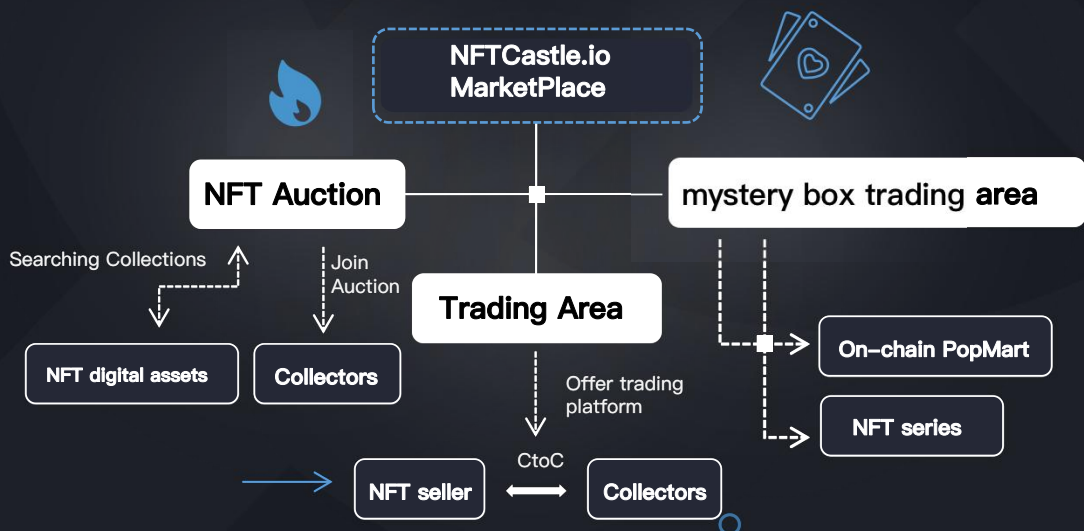 NFTCastle.io
MarketPlace
NFT Auction
mystery box trading area
Searching Collections
Join
Auction
Trading Area
NFT digital assets
Collectors
On-chain PopMart
Offer trading
platform
NFT series
CtoC
NFT seller
Collectors